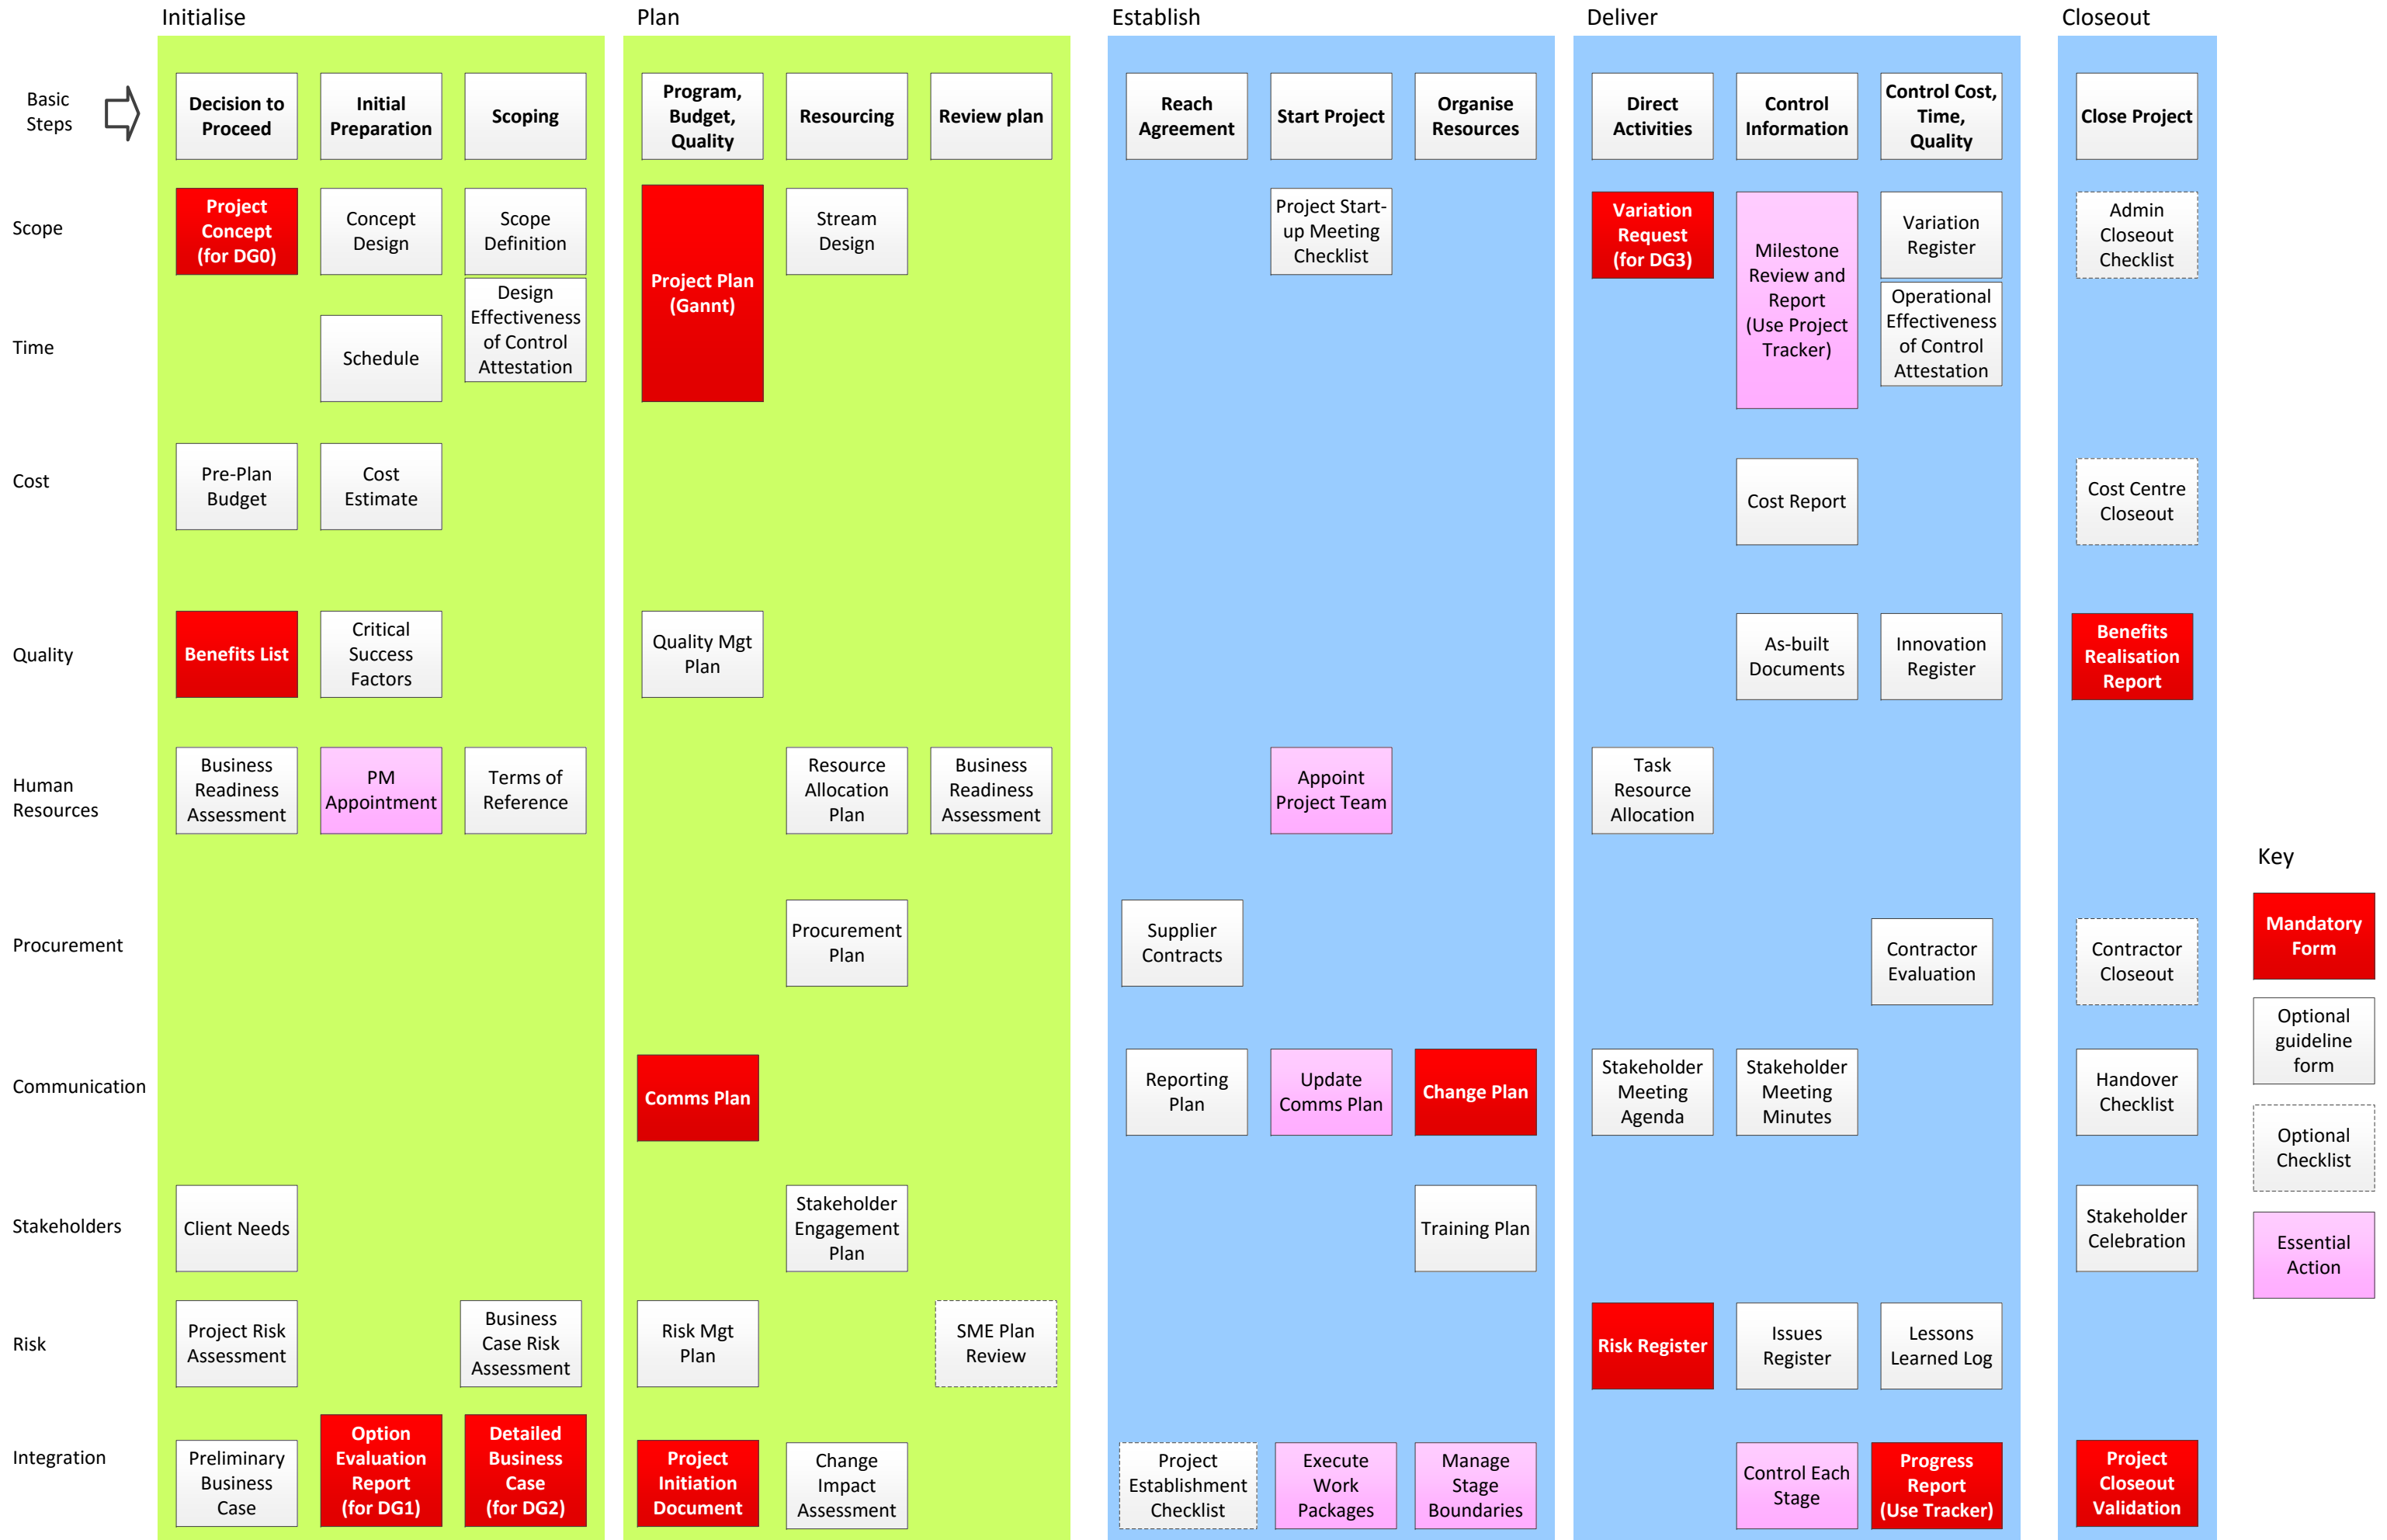 Initialise
Plan
Establish
Deliver
Closeout
Basic
Steps
Decision to
Proceed
Initial
Preparation
Scoping
Program,
Budget,
Quality
Resourcing
Review plan
Reach
Agreement
Start Project
Organise
Resources
Direct
Activities
Control
Information
Control Cost,
Time,
Quality
Close Project
Scope
Project
Concept
(for DG0)
Concept
Design
Scope
Definition
Project Plan
(Gannt)
Stream
Design
Project Start-
up Meeting
Checklist
Variation
Request
(for DG3)
Milestone
Review and
Report
(Use Project
Tracker)
Variation
Register
Admin
Closeout
Checklist
Time
Schedule
Design
Effectiveness
of Control
Attestation
Operational
Effectiveness
of Control
Attestation
Cost
Pre-Plan
Budget
Cost
Estimate
Cost Report
Cost Centre
Closeout
Quality
Benefits List
Critical
Success
Factors
Quality Mgt
Plan
As-built
Documents
Innovation
Register
Benefits
Realisation
Report
Human
Resources
Business
Readiness
Assessment
PM
Appointment
Terms of
Reference
Resource
Allocation
Plan
Business
Readiness
Assessment
Appoint
Project Team
Task
Resource
Allocation
Procurement
Procurement
Plan
Supplier
Contracts
Contractor
Evaluation
Contractor
Closeout
Communication
Comms Plan
Reporting
Plan
Update
Comms Plan
Change Plan
Stakeholder
Meeting
Agenda
Stakeholder
Meeting
Minutes
Handover
Checklist
Stakeholders
Client Needs
Stakeholder
Engagement
Plan
Training Plan
Stakeholder
Celebration
Risk
Project Risk
Assessment
Business
Case Risk
Assessment
Risk Mgt
Plan
SME Plan
Review
Risk Register
Issues
Register
Lessons
Learned Log
Integration
Preliminary
Business
Case
Option
Evaluation
Report
(for DG1)
Detailed
Business
Case
(for DG2)
Project
Initiation
Document
Change
Impact
Assessment
Project
Establishment
Checklist
Execute
Work
Packages
Manage
Stage
Boundaries
Control Each
Stage
Progress
Report
(Use Tracker)
Project
Closeout
Validation
Key
Mandatory
Form
Optional
guideline
form
Optional
Checklist
Essential
Action